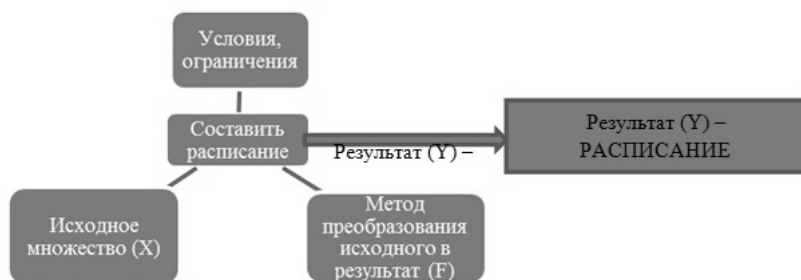 Условия,
ограничения
Составить
расписание
Результат (Y) –
Результат (Y) –
РАСПИСАНИЕ
Исходное
множество (X)
Метод
преобразования
исходного в
результат (F)